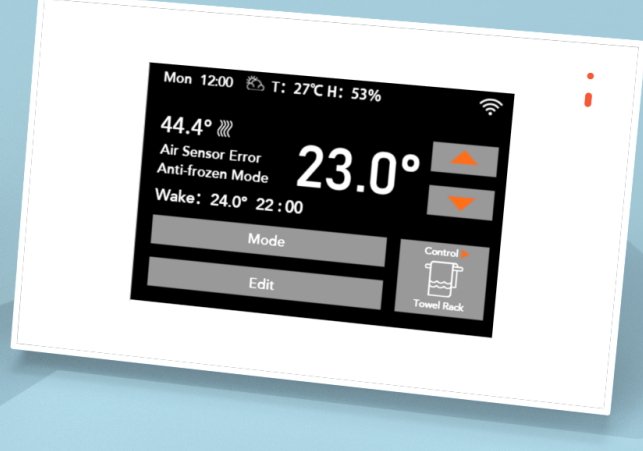 Mon 12:00 T: 27℃ H: 53%
44.4°
Air Sensor Error
Anti-frozen Mode
23.0°
Wake: 24.0° 22:00
Mode
Edit
Control
Towel Rack